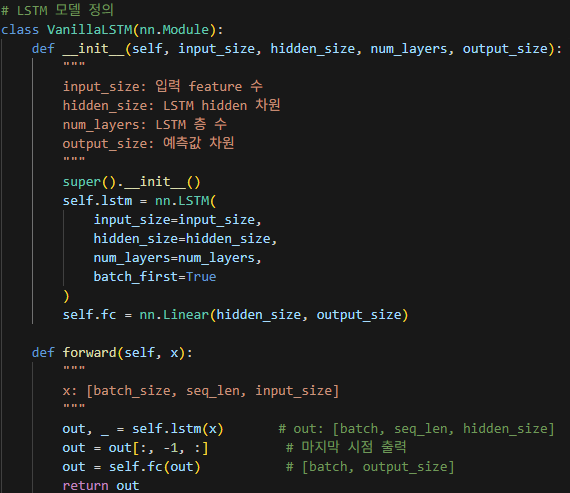 # LSTM 모델 정의
class VanillaLSTM(nn.Module):
    def __init__(self, input_size, hidden_size, num_layers, output_size):
        """
        input_size: 입력 feature 수
        hidden_size: LSTM hidden 차원
        num_layers: LSTM 층 수
        output_size: 예측값 차원
        """
        super().__init__()
        self.lstm = nn.LSTM(
            input_size=input_size,
            hidden_size=hidden_size,
            num_layers=num_layers,
            batch_first=True
        )
        self.fc = nn.Linear(hidden_size, output_size)

    def forward(self, x):
        """
        x: [batch_size, seq_len, input_size]
        """
        out, _ = self.lstm(x)       # out: [batch, seq_len, hidden_size]
        out = out[:, -1, :]          # 마지막 시점 출력
        out = self.fc(out)           # [batch, output_size]
        return out